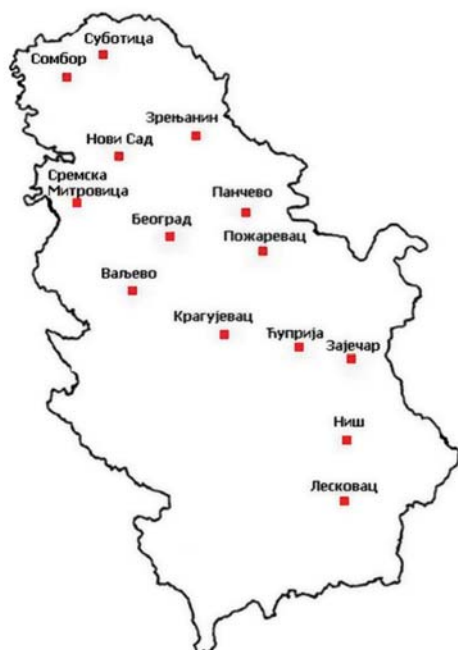 Суботица
Сомбор
Зрењанин
Нови Сад
Сремска
Митровица
Панчево
Београд
Пожаревац
Ваљево
Крагујевац
Ћуприја
Зајечар
Ниш
Лесковац